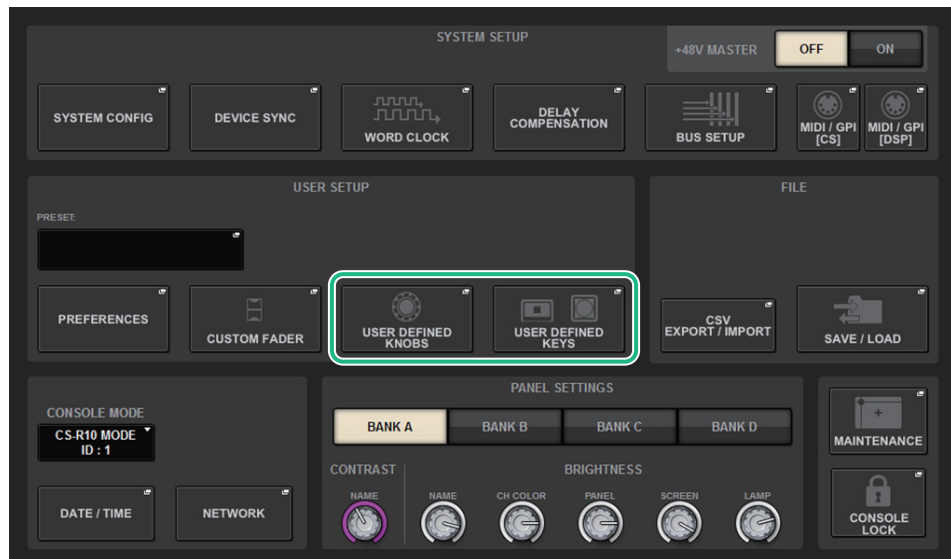 SYSTEM SETUP
+48V MASTER
OFF
ON
SYSTEM CONFIG
DEVICE SYNC
WORD CLOCK
DELAY
COMPENSATION
BUS SETUP
MIDI / GPI
[CS]
MIDI / GPI
[DSP]
USER SETUP
PRESET:
PREFERENCES
CUSTOM FADER
USER DEFINED
KNOBS
USER DEFINED
KEYS
FILE
CSV
EXPORT / IMPORT
SAVE / LOAD
CONSOLE MODE
CS-R10 MODE
ID : 1
DATE / TIME
NETWORK
PANEL SETTINGS
BANK A
BANK B
BANK C
BANK D
CONTRAST
BRIGHTNESS
NAME
NAME
CH COLOR
PANEL
SCREEN
LAMP
MAINTENANCE
CONSOLE
LOCK